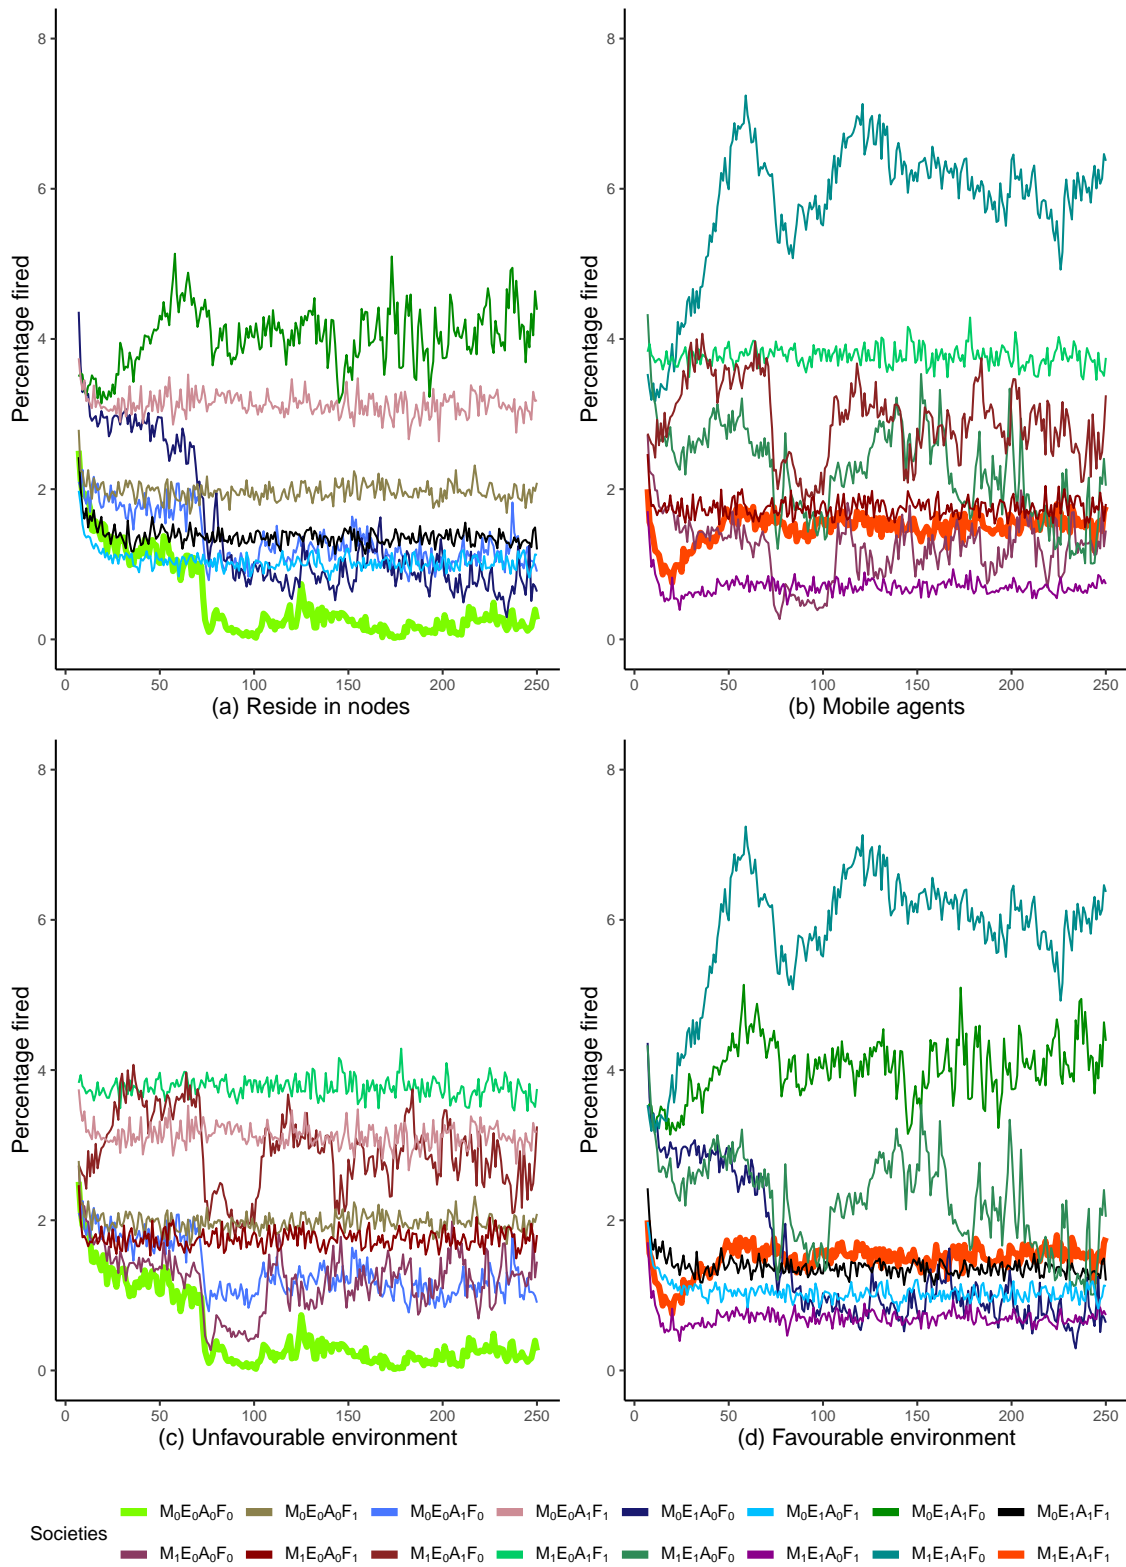 8
6
4
2
0
Percentage fired
0 50 100 150 200 250
(a) Reside in nodes
8
6
4
2
0
Percentage fired
0 50 100 150 200 250
(b) Mobile agents
8
6
4
2
0
Percentage fired
0 50 100 150 200 250
(c) Unfavourable environment
8
6
4
2
0
Percentage fired
0 50 100 150 200 250
(d) Favourable environment
Societies
M₀E₀A₀F₀ M₀E₀A₀F₁ M₀E₀A₁F₀ M₀E₀A₁F₁ M₀E₁A₀F₀ M₀E₁A₀F₁ M₀E₁A₁F₀ M₀E₁A₁F₁
M₁E₀A₀F₀ M₁E₀A₀F₁ M₁E₀A₁F₀ M₁E₀A₁F₁ M₁E₁A₀F₀ M₁E₁A₀F₁ M₁E₁A₁F₀ M₁E₁A₁F₁